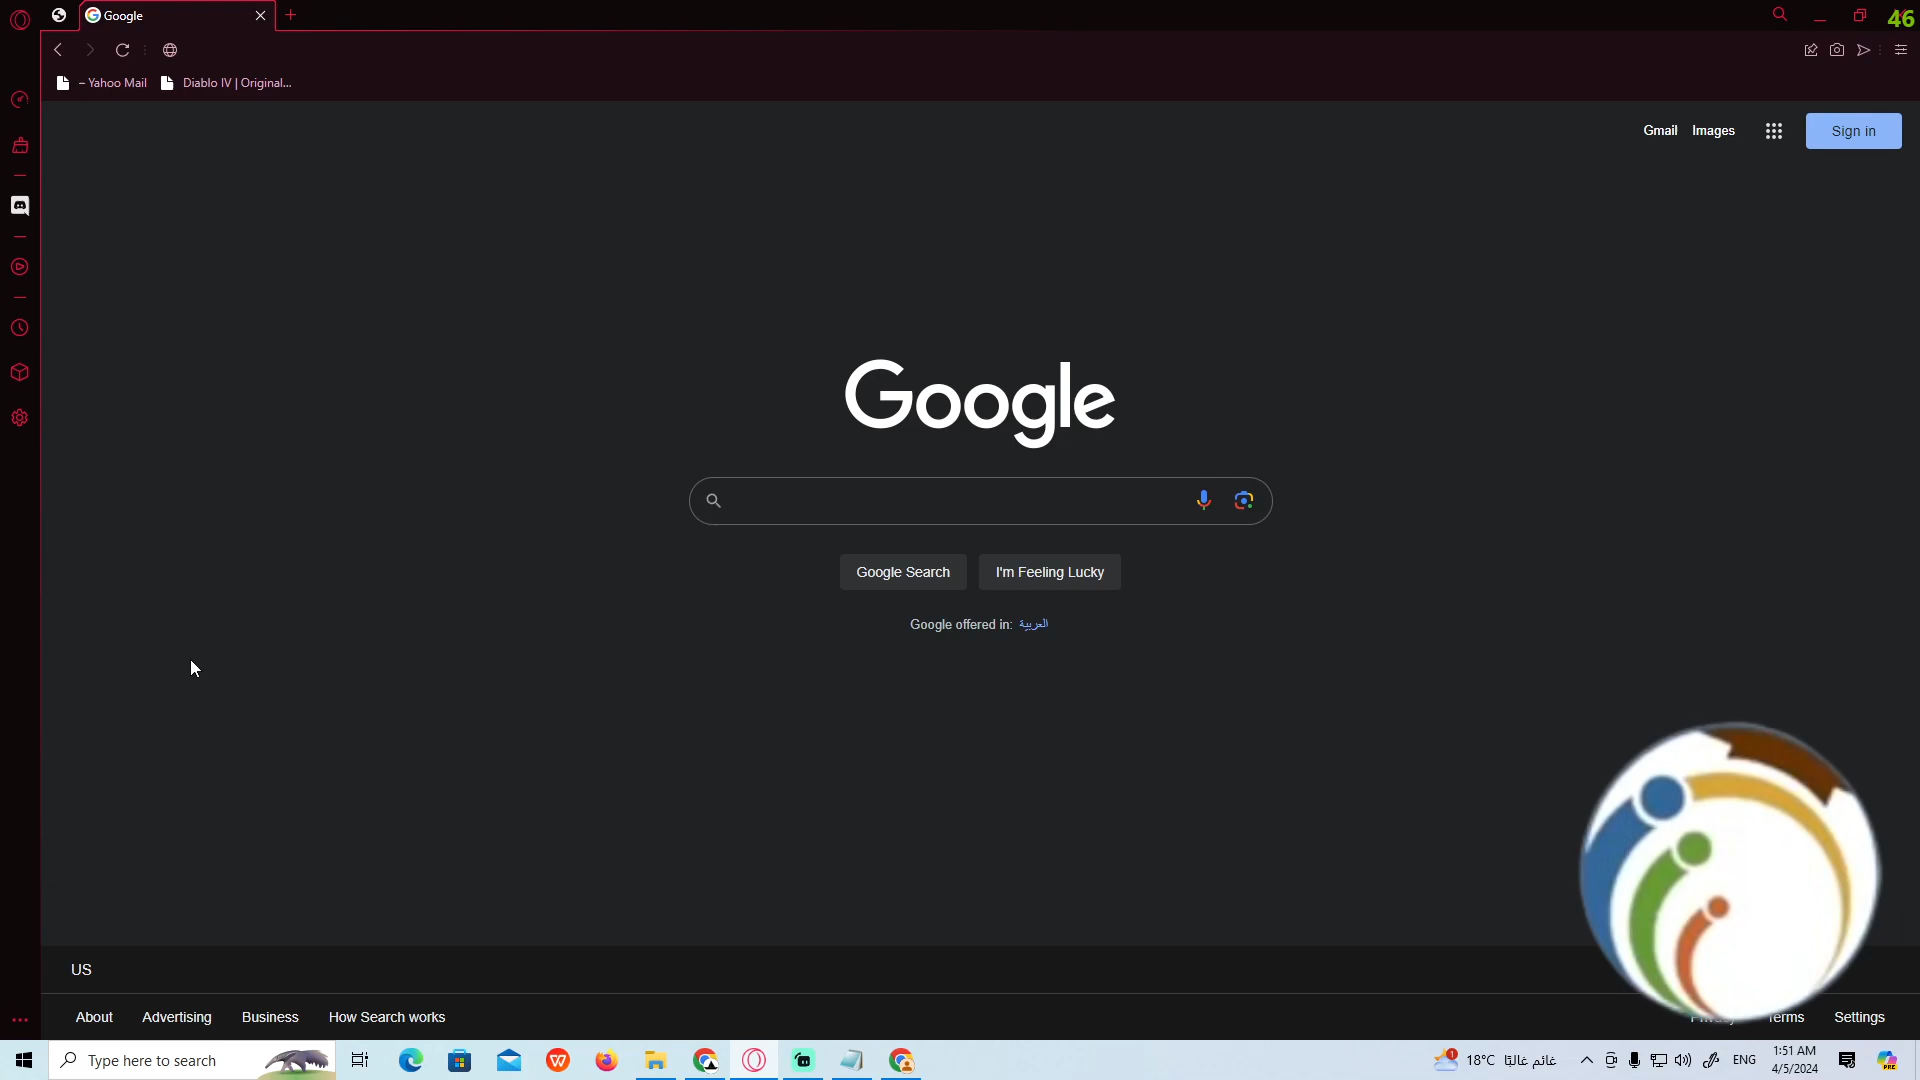 Google
46
– Yahoo Mail
Diablo IV | Original...
Gmail
Images
Sign in
Google
Google Search
I'm Feeling Lucky
Google offered in: العربية
US
About
Advertising
Business
How Search works
Terms
Settings
Type here to search
1
18°C غائم غالبًا
ENG
1:51 AM
4/5/2024
PRE